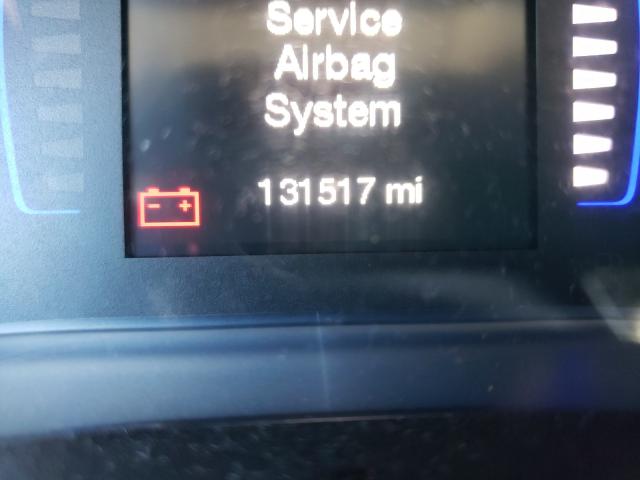 Service
Airbag
System
131517 mi